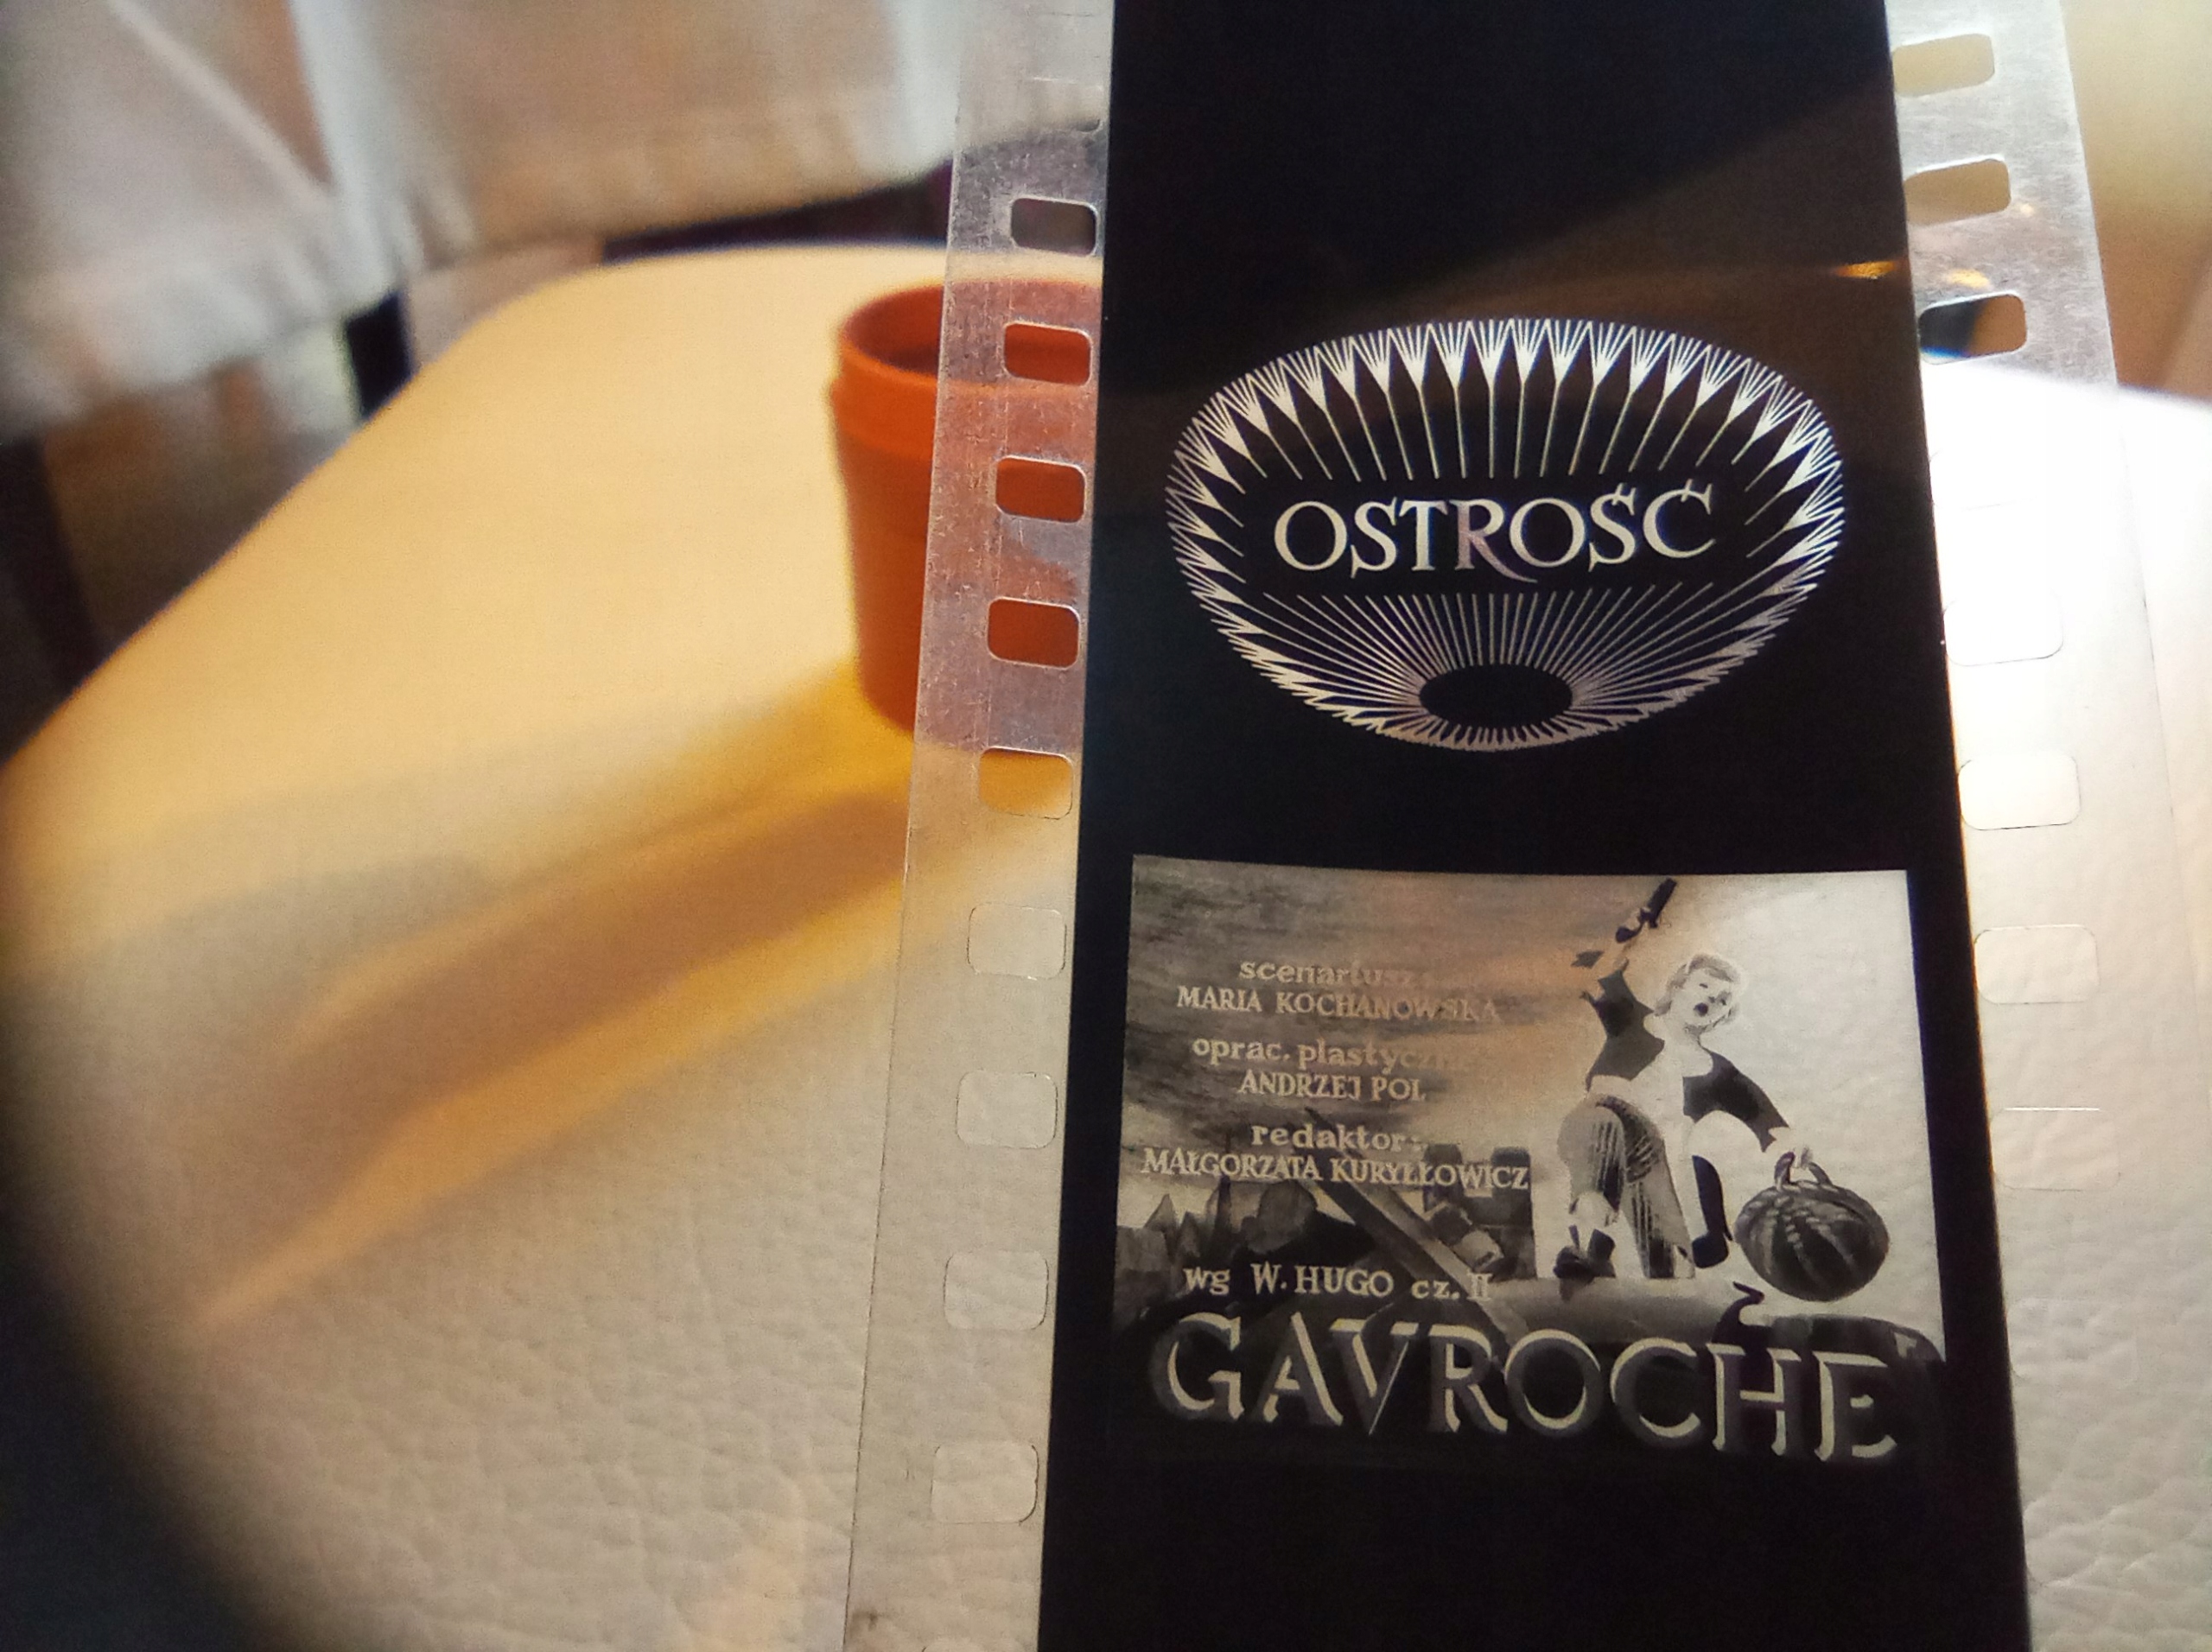 OSTROŚĆ
scenariusz:
MARIA KOCHANOWSKA
oprac. plastyczne
ANDRZEJ POL
redaktor:
MAŁGORZATA KURYŁŁOWICZ
wg W. HUGO cz. II
GAVROCHE